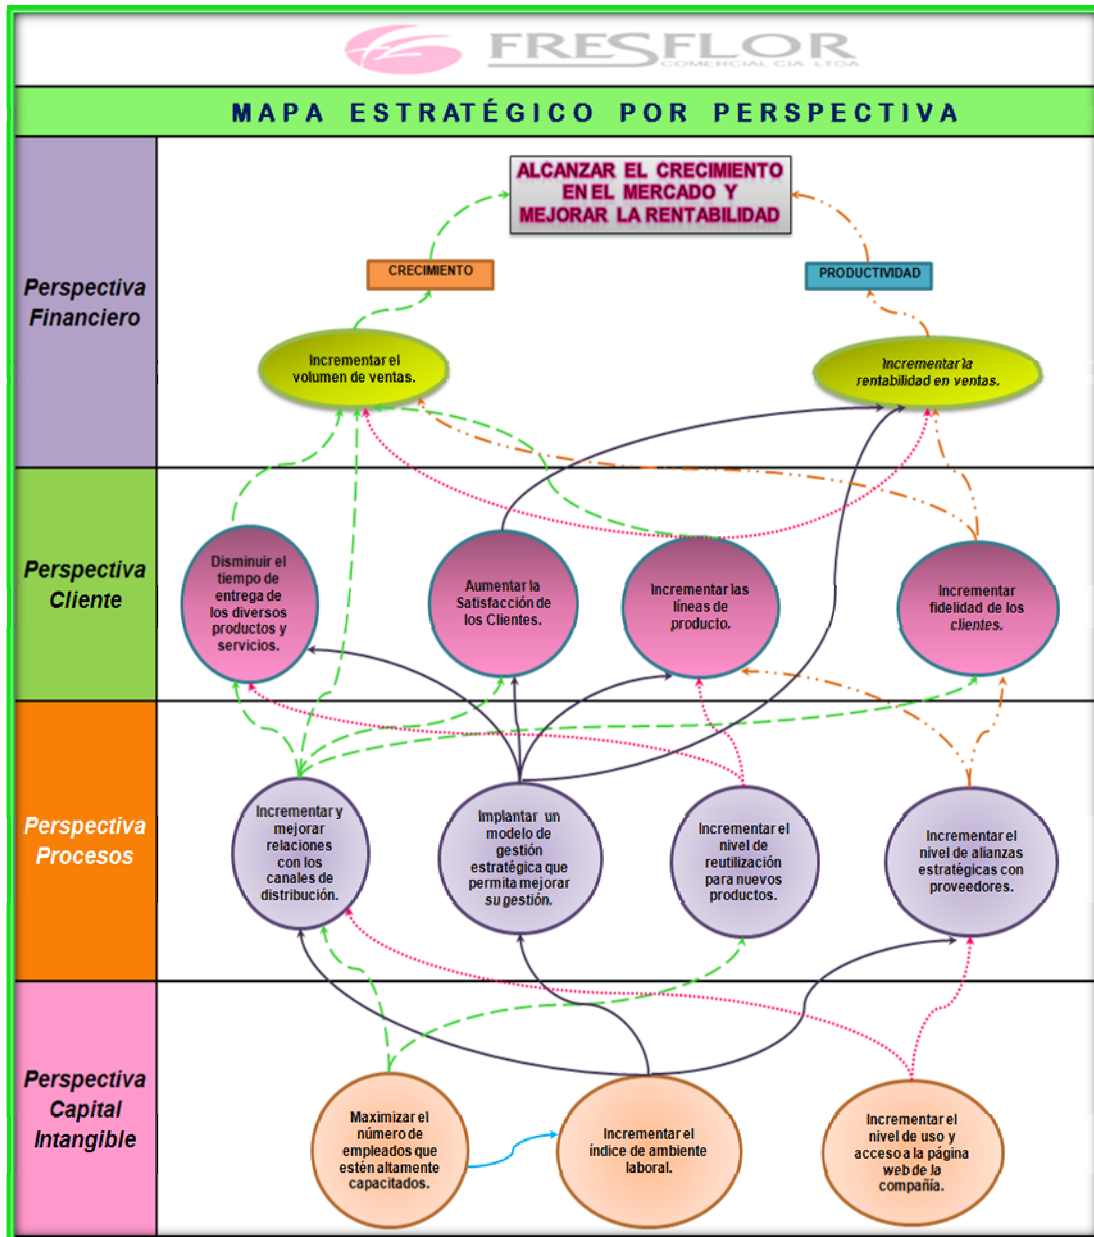 FRESFLOR
COMERCIAL CIA LTDA.
MAPA ESTRATÉGICO POR PERSPECTIVA
Perspectiva
Financiero
ALCANZAR EL CRECIMIENTO
EN EL MERCADO Y
MEJORAR LA RENTABILIDAD
CRECIMIENTO
PRODUCTIVIDAD
Incrementar el
volumen de ventas.
Incrementar la
rentabilidad en ventas.
Perspectiva
Cliente
Disminuir el
tiempo de
entrega de
los diversos
productos y
servicios.
Aumentar la
Satisfacción de
los Clientes.
Incrementar las
líneas de
producto.
Incrementar
fidelidad de los
clientes.
Perspectiva
Procesos
Incrementar y
mejorar
relaciones
con los
canales de
distribución.
Implantar un
modelo de
gestión
estratégica que
permita mejorar
su gestión.
Incrementar el
nivel de
reutilización
para nuevos
productos.
Incrementar el
nivel de alianzas
estratégicas con
proveedores.
Perspectiva
Capital
Intangible
Maximizar el
número de
empleados que
estén altamente
capacitados.
Incrementar el
índice de ambiente
laboral.
Incrementar el
nivel de uso y
acceso a la página
web de la
compañía.